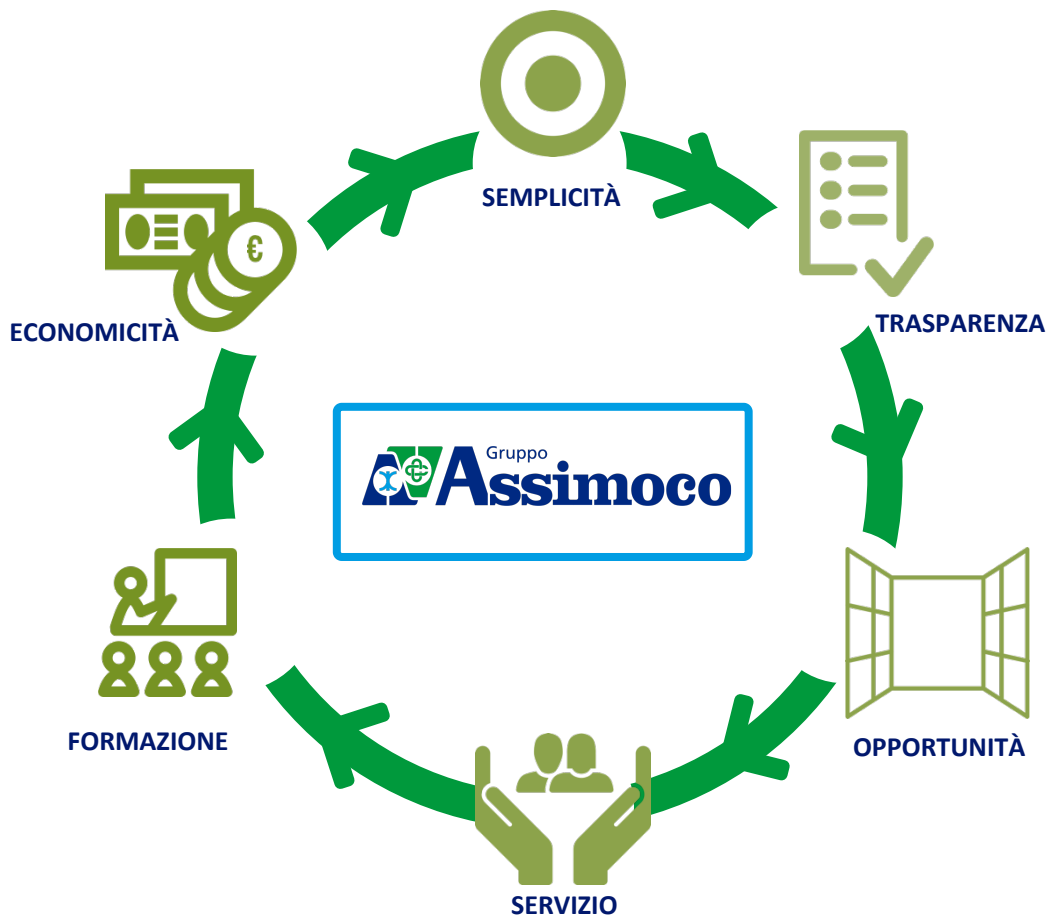 SEMPLICITÀ
TRASPARENZA
ECONOMICITÀ
€
Gruppo
Assimoco
FORMAZIONE
OPPORTUNITÀ
SERVIZIO